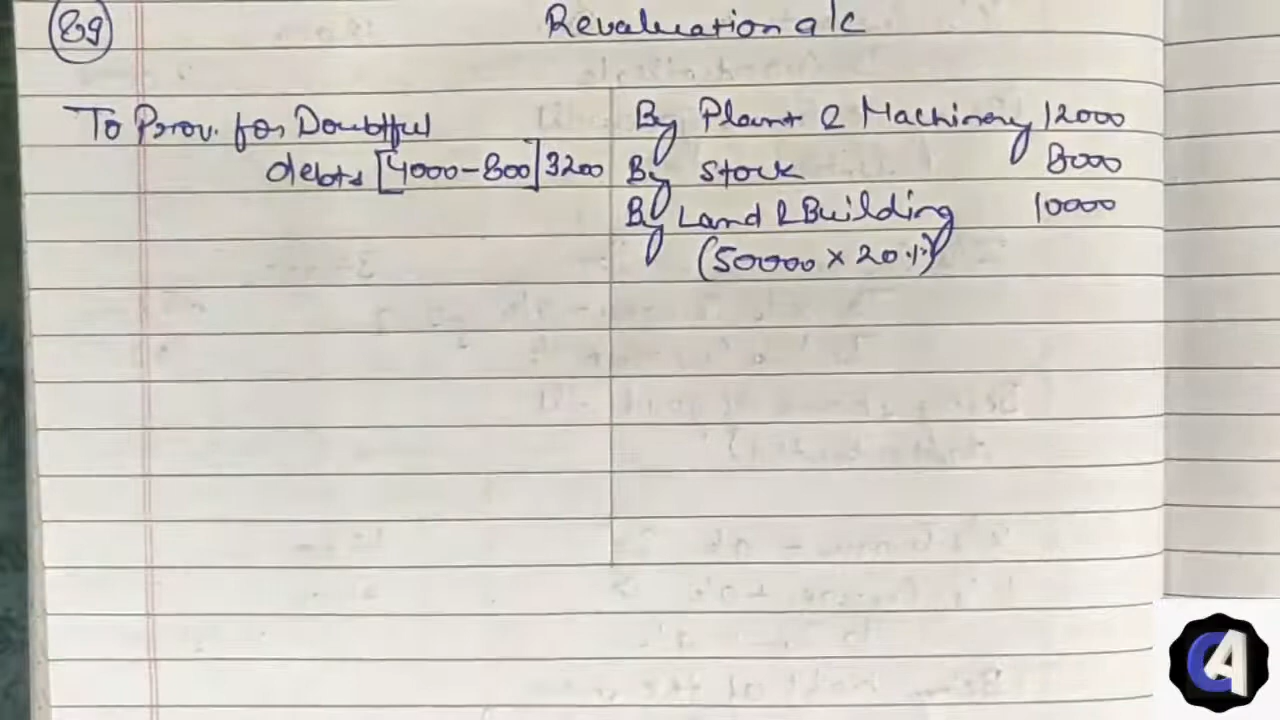 89
Revaluation a/c
To Prov. for Doubtful
debts [4000-800] 3200
By Plant & Machinery 12000
By Stock 8000
By Land & Building 10000
(50000 x 20%)
CA